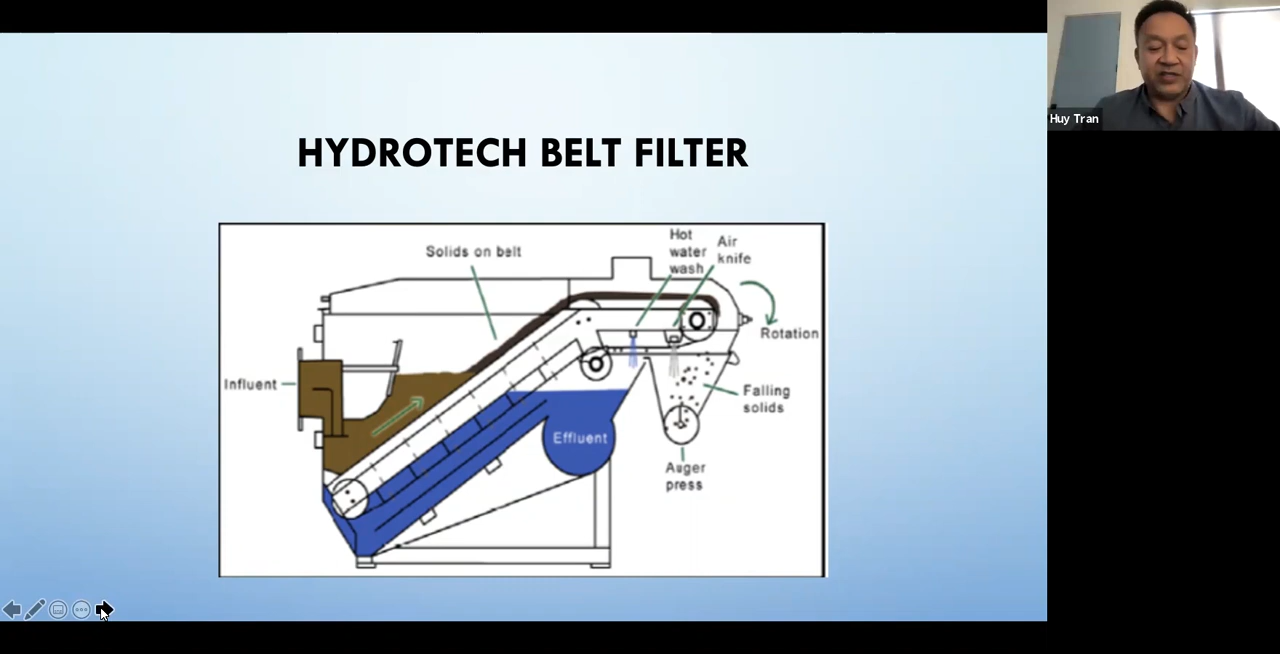 HYDROTECH BELT FILTER
Solids on belt
Hot
water
wash
Air
knife
Rotation
Influent
Falling
solids
Effluent
Auger
press
Huy Tran